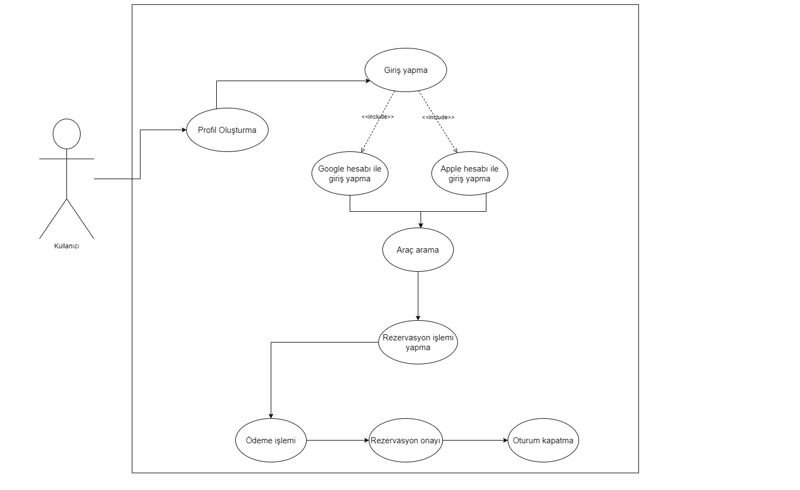 Giriş yapma
<<include>>
<<include>>
Profil Oluşturma
Google hesabı ile
giriş yapma
Apple hesabı ile
giriş yapma
Kullanıcı
Araç arama
Rezervasyon işlemi
yapma
Ödeme işlemi
Rezervasyon onayı
Oturum kapatma